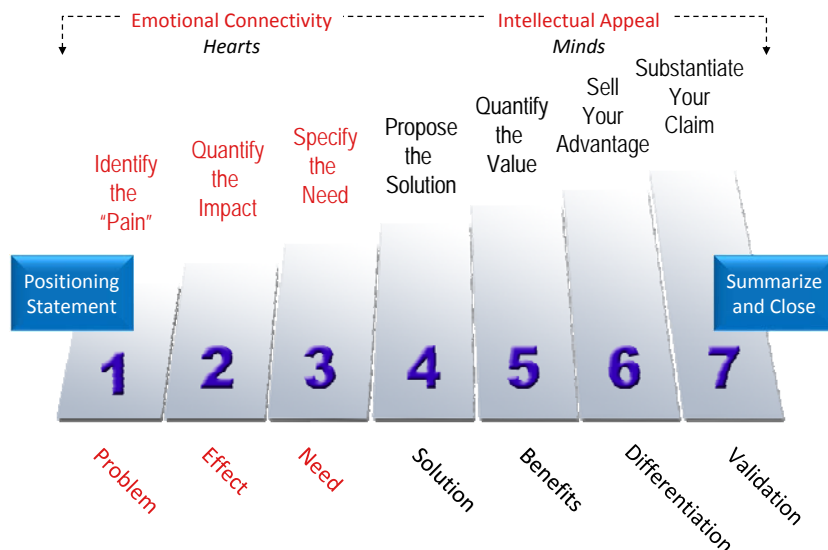 Emotional Connectivity
Hearts
Intellectual Appeal
Minds
Identify
the
“Pain”
Quantify
the
Impact
Specify
the
Need
Propose
the
Solution
Quantify
the
Value
Sell
Your
Advantage
Substantiate
Your
Claim
Positioning
Statement
Summarize
and Close
1
2
3
4
5
6
7
Problem
Effect
Need
Solution
Benefits
Differentiation
Validation